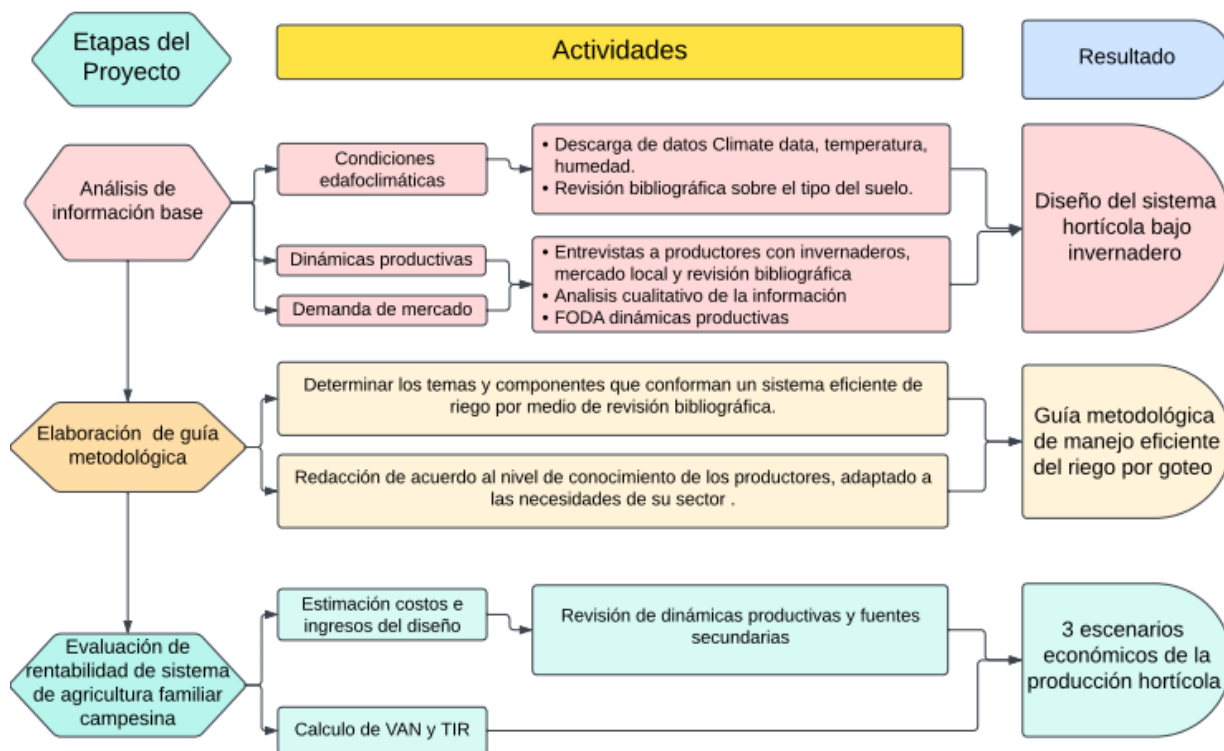 Etapas del
Proyecto
Actividades
Resultado
Análisis de
información base
Condiciones
edafoclimáticas
• Descarga de datos Climate data, temperatura,
humedad.
• Revisión bibliográfica sobre el tipo del suelo.
Dinámicas productivas
Demanda de mercado
• Entrevistas a productores con invernaderos,
mercado local y revisión bibliográfica
• Analisis cualitativo de la información
• FODA dinámicas productivas
Diseño del sistema
hortícola bajo
invernadero
Elaboración de guía
metodológica
Determinar los temas y componentes que conforman un sistema eficiente de
riego por medio de revisión bibliográfica.
Redacción de acuerdo al nivel de conocimiento de los productores, adaptado a
las necesidades de su sector .
Guía metodológica
de manejo eficiente
del riego por goteo
Evaluación de
rentabilidad de sistema
de agricultura familiar
campesina
Estimación costos e
ingresos del diseño
Revisión de dinámicas productivas y fuentes
secundarias
Calculo de VAN y TIR
3 escenarios
económicos de la
producción hortícola